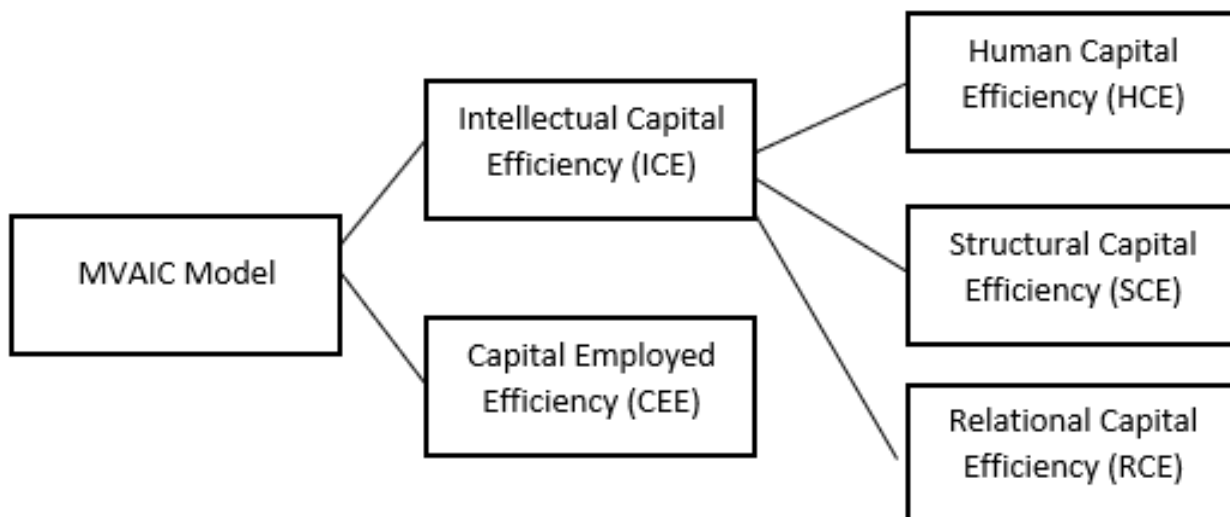 MVAIC Model
Intellectual Capital
Efficiency (ICE)
Capital Employed
Efficiency (CEE)
Human Capital
Efficiency (HCE)
Structural Capital
Efficiency (SCE)
Relational Capital
Efficiency (RCE)